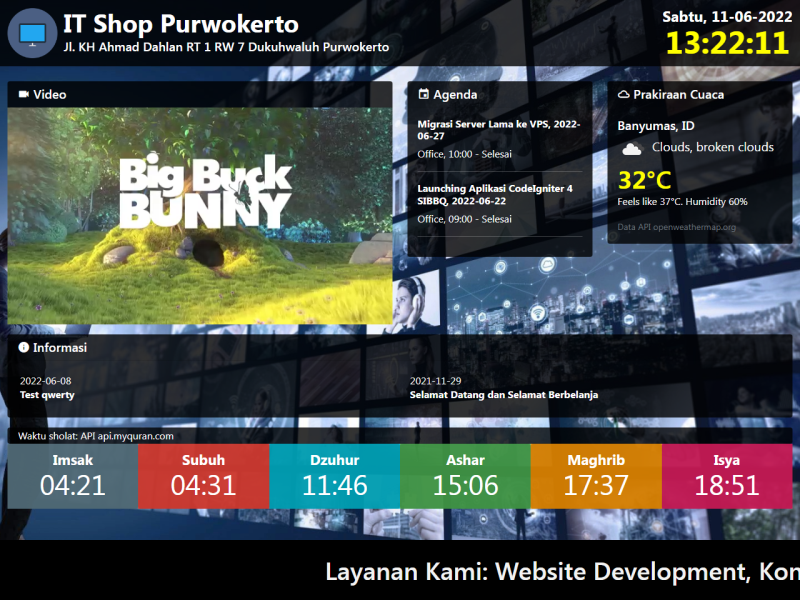 IT Shop Purwokerto
Jl. KH Ahmad Dahlan RT 1 RW 7 Dukuhwaluh Purwokerto
Sabtu, 11-06-2022
13:22:11
Video
Big Buck
BUNNY
Agenda
Migrasi Server Lama ke VPS, 2022-
06-27
Office, 10:00 - Selesai
Launching Aplikasi CodeIgniter 4
SIBBQ, 2022-06-22
Office, 09:00 - Selesai
Prakiraan Cuaca
Banyumas, ID
Clouds, broken clouds
32°C
Feels like 37°C. Humidity 60%
Data API openweathermap.org
Informasi
2022-06-08
Test qwerty
2021-11-29
Selamat Datang dan Selamat Berbelanja
Waktu sholat: API api.myquran.com
Imsak
04:21
Subuh
04:31
Dzuhur
11:46
Ashar
15:06
Maghrib
17:37
Isya
18:51
Layanan Kami: Website Development, Kon